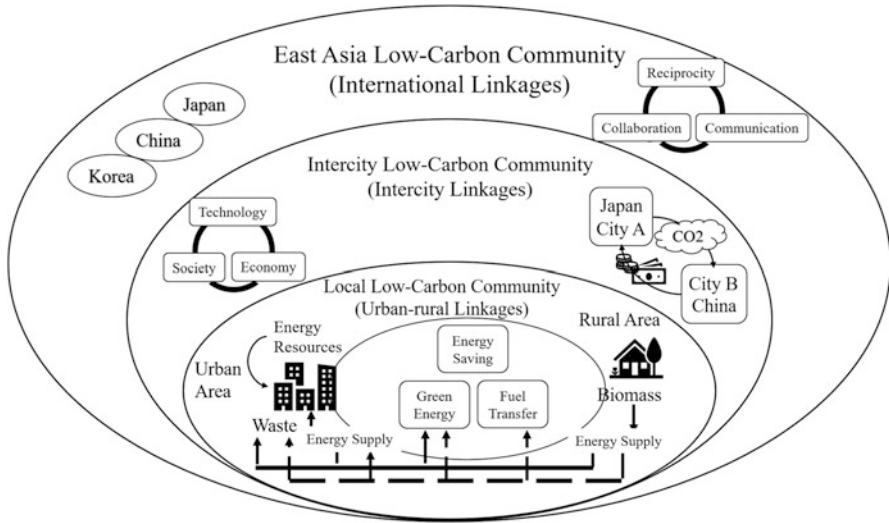 East Asia Low-Carbon Community
(International Linkages)
Reciprocity
Collaboration
Communication
Japan
China
Korea
Intercity Low-Carbon Community
(Intercity Linkages)
Technology
Society
Economy
Japan
City A
CO2
City B
China
Local Low-Carbon Community
(Urban-rural Linkages)
Energy
Resources
Urban
Area
Waste
Energy Supply
Energy
Saving
Green
Energy
Fuel
Transfer
Rural Area
Biomass
Energy Supply